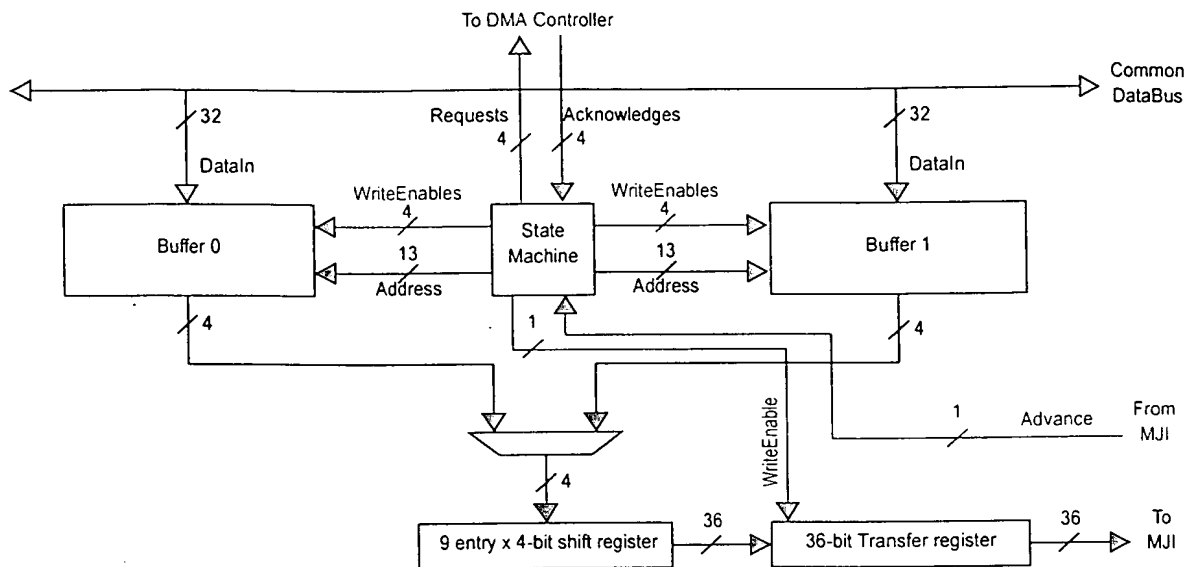 To DMA Controller
Common
DataBus
32
Requests
4
Acknowledges
4
32
DataIn
DataIn
WriteEnables
4
WriteEnables
4
Buffer 0
State
Machine
Buffer 1
13
Address
13
Address
4
1
4
1
Advance
From
MJI
WriteEnable
4
9 entry x 4-bit shift register
36
36-bit Transfer register
36
To
MJI